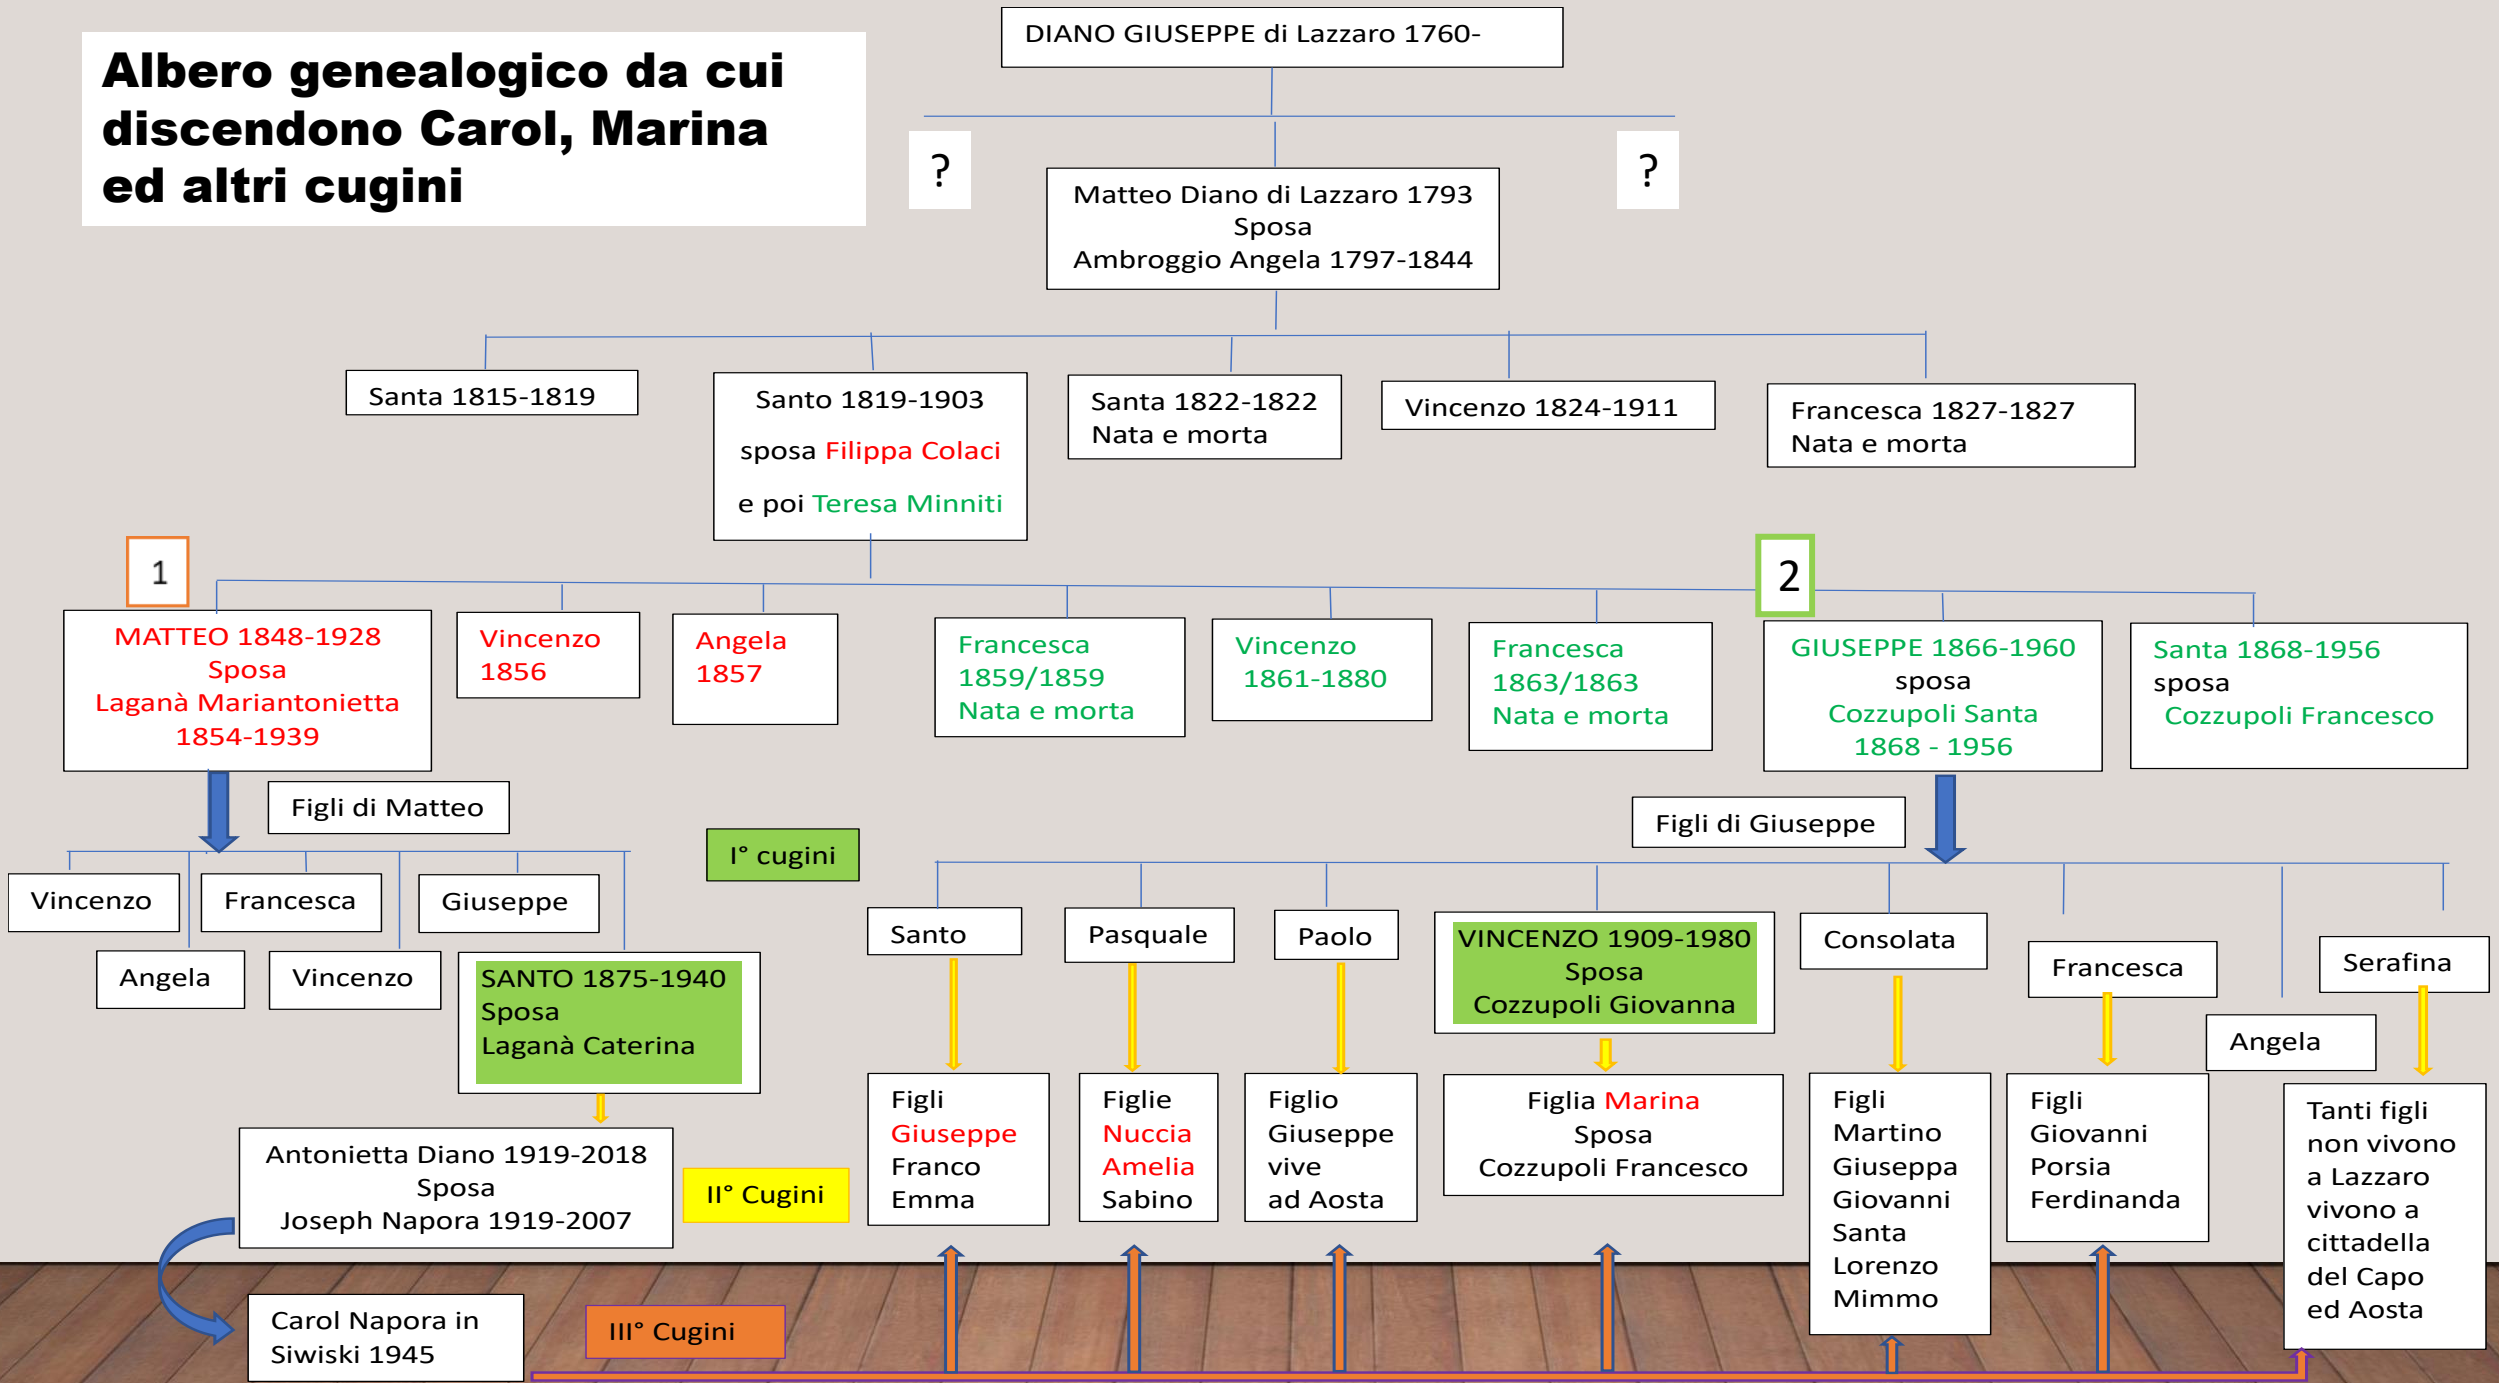 Albero genealogico da cui
discendono Carol, Marina
ed altri cugini
DIANO GIUSEPPE di Lazzaro 1760-
?
?
Matteo Diano di Lazzaro 1793
Sposa
Ambroggio Angela 1797-1844
Santa 1815-1819
Santo 1819-1903
sposa Filippa Colaci
e poi Teresa Minniti
Santa 1822-1822
Nata e morta
Vincenzo 1824-1911
Francesca 1827-1827
Nata e morta
1
2
MATTEO 1848-1928
Sposa
Laganà Mariantonietta
1854-1939
Vincenzo
1856
Angela
1857
Francesca
1859/1859
Nata e morta
Vincenzo
1861-1880
Francesca
1863/1863
Nata e morta
GIUSEPPE 1866-1960
sposa
Cozzupoli Santa
1868 - 1956
Santa 1868-1956
sposa
Cozzupoli Francesco
Figli di Matteo
Figli di Giuseppe
I° cugini
Vincenzo
Francesca
Giuseppe
Angela
Vincenzo
SANTO 1875-1940
Sposa
Laganà Caterina
Santo
Pasquale
Paolo
VINCENZO 1909-1980
Sposa
Cozzupoli Giovanna
Consolata
Francesca
Angela
Serafina
Antonietta Diano 1919-2018
Sposa
Joseph Napora 1919-2007
II° Cugini
Figli
Giuseppe
Franco
Emma
Figlie
Nuccia
Amelia
Sabino
Figlio
Giuseppe
vive
ad Aosta
Figlia Marina
Sposa
Cozzupoli Francesco
Figli
Martino
Giuseppa
Giovanni
Santa
Lorenzo
Mimmo
Figli
Giovanni
Porsia
Ferdinanda
Tanti figli
non vivono
a Lazzaro
vivono a
cittadella
del Capo
ed Aosta
Carol Napora in
Siwiski 1945
III° Cugini